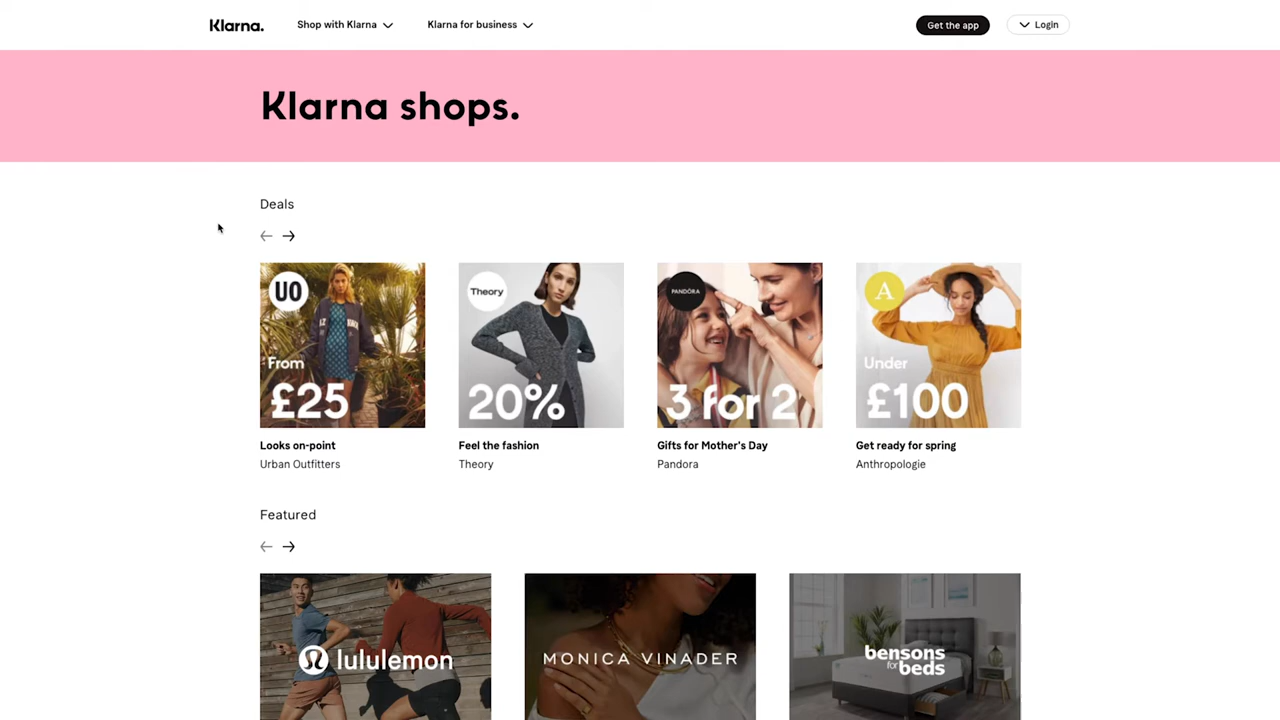 Klarna.
Shop with Klarna
Klarna for business
Get the app
Login
Klarna shops.
Deals
UO
From
£25
Looks on-point
Urban Outfitters
Theory
20%
Feel the fashion
Theory
PANDÖRA
3 for 2
Gifts for Mother's Day
Pandora
A
Under
£100
Get ready for spring
Anthropologie
Featured
lululemon
MONICA VINADER
bensons
for beds